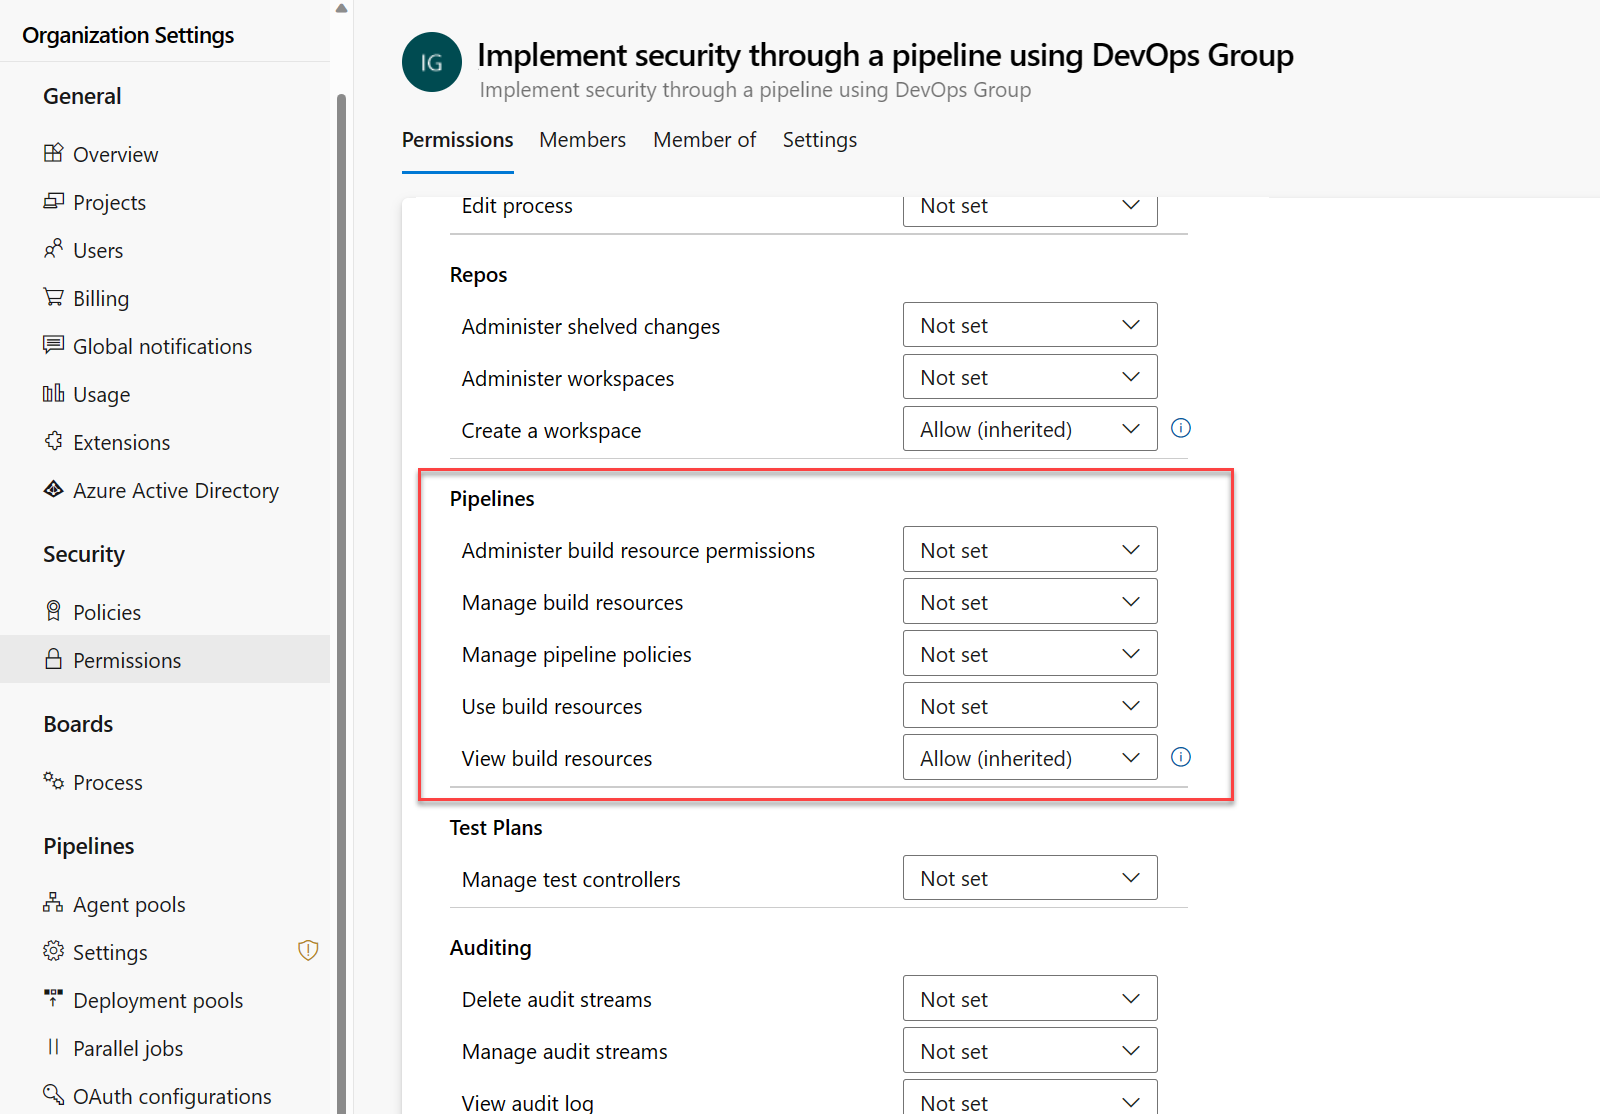 Organization Settings
General
Overview
Projects
Users
Billing
Global notifications
Usage
Extensions
Azure Active Directory
Security
Policies
Permissions
Boards
Process
Pipelines
Agent pools
Settings
Deployment pools
Parallel jobs
OAuth configurations
IG
Implement security through a pipeline using DevOps Group
Implement security through a pipeline using DevOps Group
Permissions Members Member of Settings
Edit process Not set
Repos
Administer shelved changes Not set
Administer workspaces Not set
Create a workspace Allow (inherited)
Pipelines
Administer build resource permissions Not set
Manage build resources Not set
Manage pipeline policies Not set
Use build resources Not set
View build resources Allow (inherited)
Test Plans
Manage test controllers Not set
Auditing
Delete audit streams Not set
Manage audit streams Not set
View audit log Not set